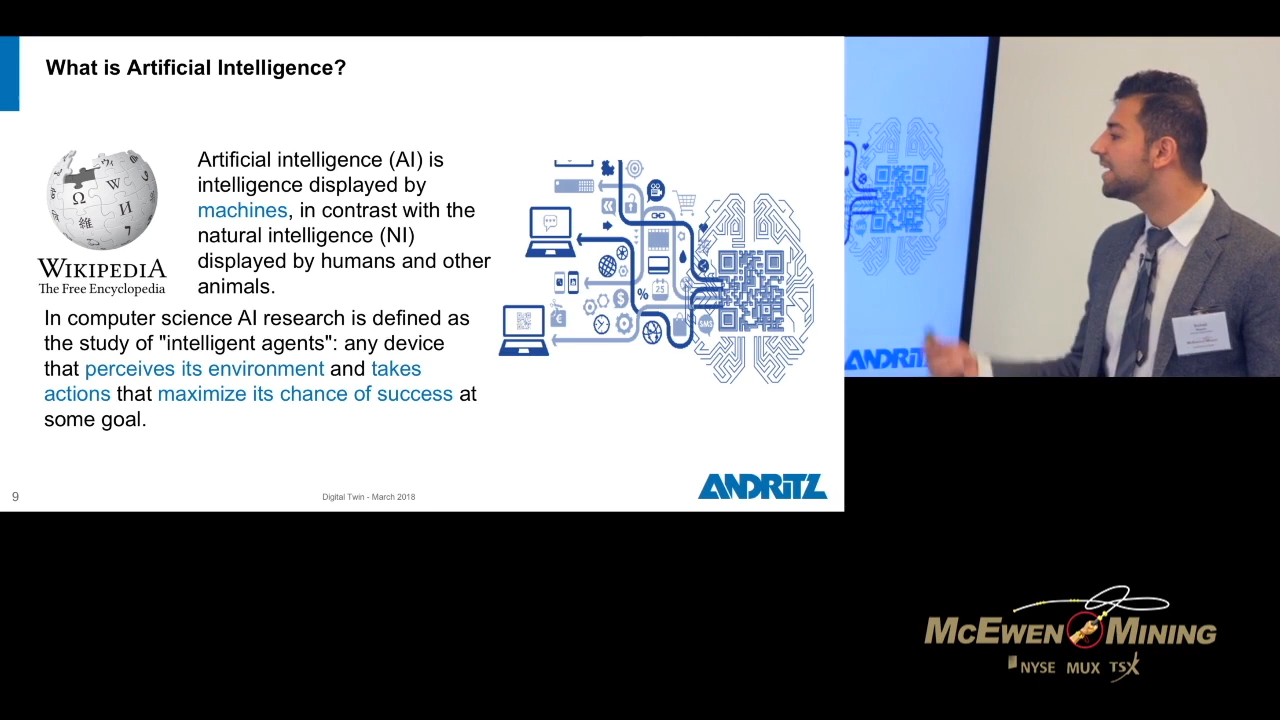 What is Artificial Intelligence?
Artificial intelligence (AI) is
intelligence displayed by
machines, in contrast with the
natural intelligence (NI)
displayed by humans and other
animals.
WIKIPEDIA
The Free Encyclopedia
In computer science AI research is defined as
the study of "intelligent agents": any device
that perceives its environment and takes
actions that maximize its chance of success at
some goal.
25
%
$
€
SMS
9
Digital Twin - March 2018
ANDRITZ
ANDRITZ
MCEWEN MINING
NYSE MUX TSX